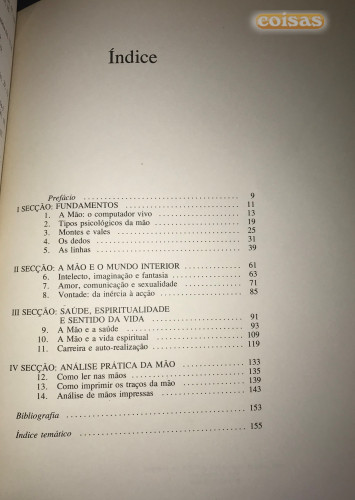 coisas
Índice
Prefácio ........ 9
I SECÇÃO: FUNDAMENTOS ........ 11
1. A Mão: o computador vivo ........ 13
2. Tipos psicológicos da mão ........ 19
3. Montes e vales ........ 25
4. Os dedos ........ 31
5. As linhas ........ 39
II SECÇÃO: A MÃO E O MUNDO INTERIOR ........ 61
6. Intelecto, imaginação e fantasia ........ 63
7. Amor, comunicação e sexualidade ........ 71
8. Vontade: da inércia à acção ........ 85
III SECÇÃO: SAÚDE, ESPIRITUALIDADE
E SENTIDO DA VIDA ........ 91
9. A Mão e a saúde ........ 93
10. A Mão e a vida espiritual ........ 109
11. Carreira e auto-realização ........ 119
IV SECÇÃO: ANÁLISE PRÁTICA DA MÃO ........ 133
12. Como ler nas mãos ........ 135
13. Como imprimir os traços da mão ........ 139
14. Análise de mãos impressas ........ 143
Bibliografia ........ 153
Índice temático ........ 155